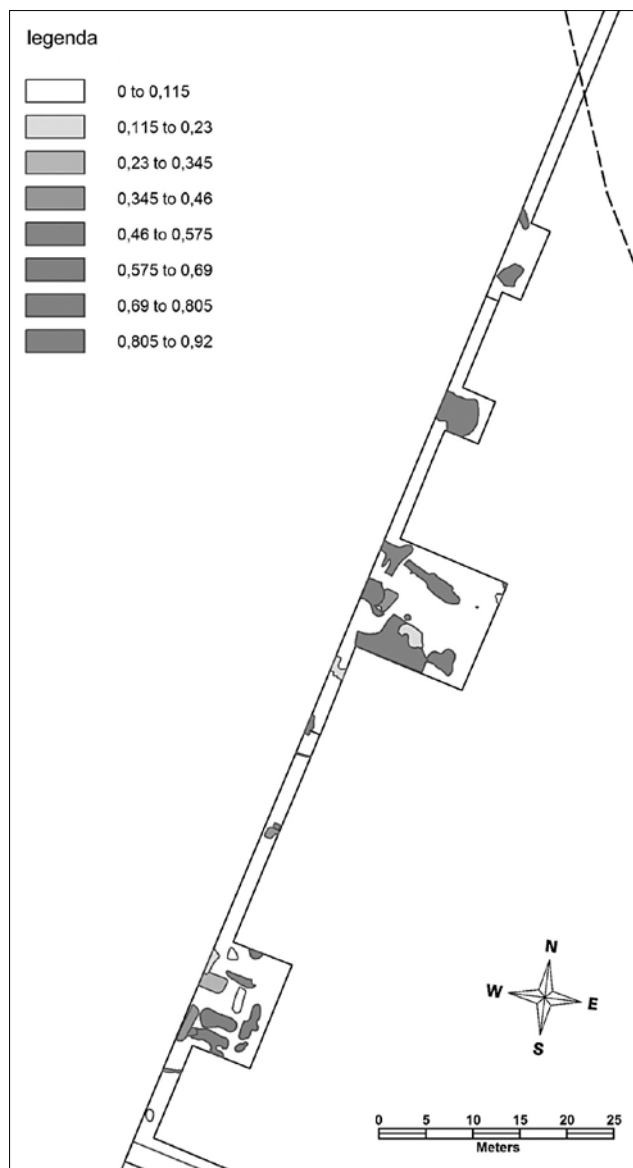 legenda
0 to 0,115
0,115 to 0,23
0,23 to 0,345
0,345 to 0,46
0,46 to 0,575
0,575 to 0,69
0,69 to 0,805
0,805 to 0,92
N
W E
S
0 5 10 15 20 25
Meters